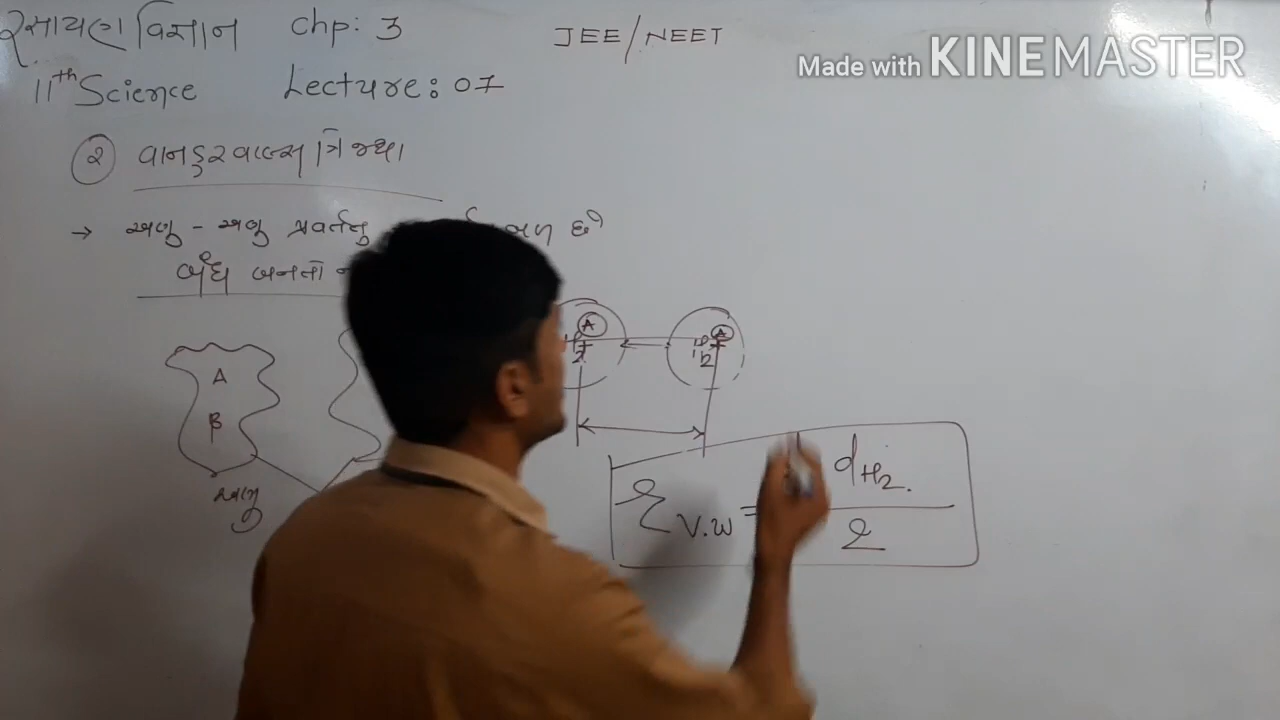 રસાયણ વિજ્ઞાન chp: 3
JEE/NEET
Made with KINEMASTER
11th Science Lecture: 07
② વાનડરવાલ્સ ત્રિજ્યા
→ અણુ - અણુ પ્રવર્તતુ
બંધ બનતો
A
B
અણુ
A
A
r V.W = d H2. / 2